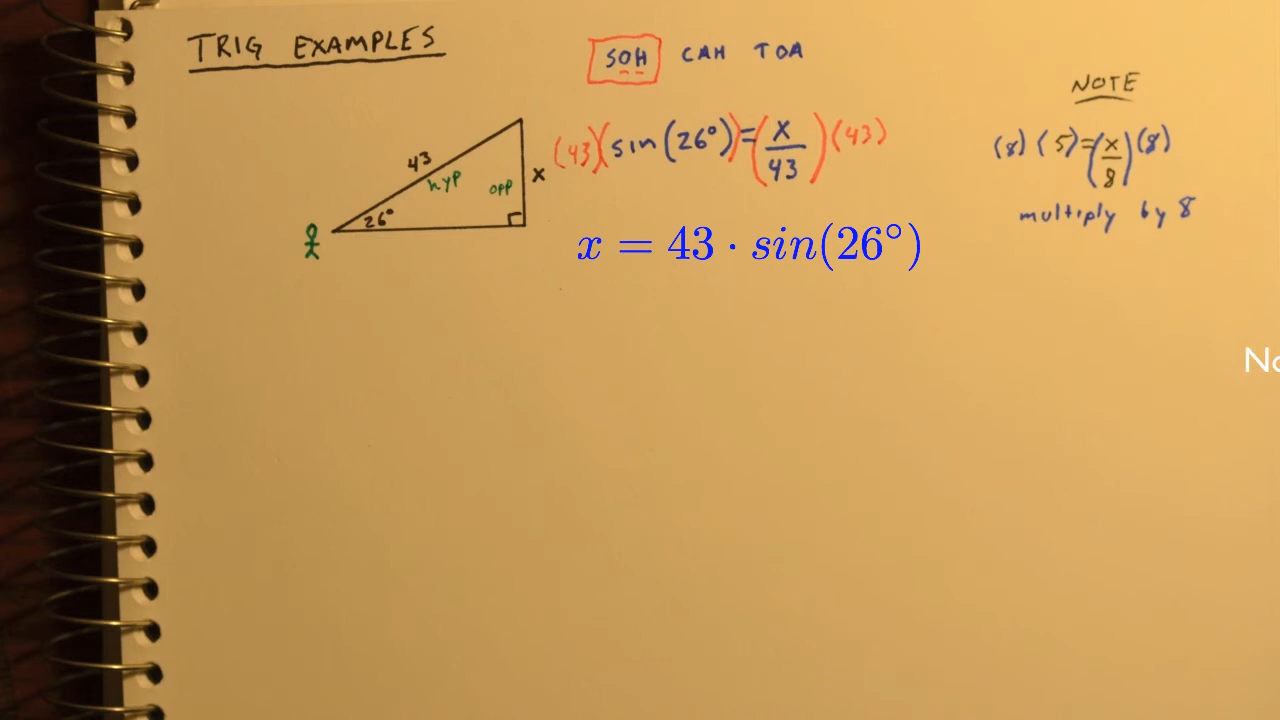 TRIG EXAMPLES
SOH CAH TOA
NOTE
43
hyp
opp
x
26°
(43)(sin(26°))=(x/43)(43)
(8)(5)=(x/8)(8)
multiply by 8
x = 43 · sin(26°)